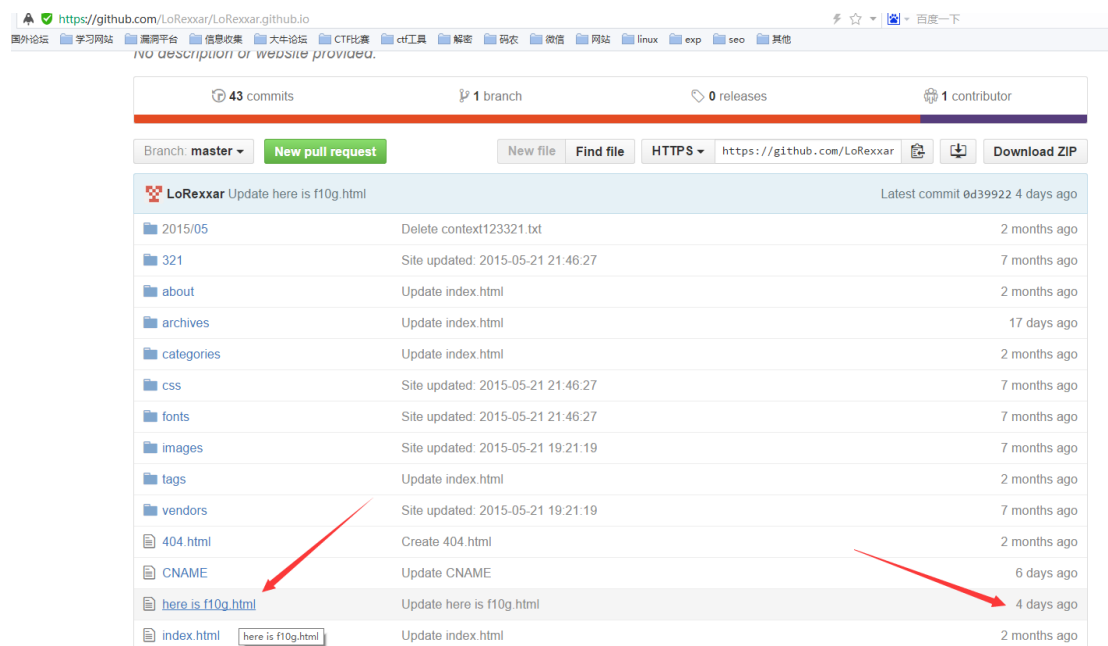 https://github.com/LoRexxar/LoRexxar.github.io 百度一下
国外论坛 学习网站 漏洞平台 信息收集 大牛论坛 CTF比赛 ctf工具 解密 码农 微信 网站 linux exp seo 其他
No description or website provided.
43 commits 1 branch 0 releases 1 contributor
Branch: master New pull request New file Find file HTTPS https://github.com/LoRexxar Download ZIP
LoRexxar Update here is f10g.html Latest commit 0d39922 4 days ago
2015/05 Delete context123321.txt 2 months ago
321 Site updated: 2015-05-21 21:46:27 7 months ago
about Update index.html 2 months ago
archives Update index.html 17 days ago
categories Update index.html 2 months ago
css Site updated: 2015-05-21 21:46:27 7 months ago
fonts Site updated: 2015-05-21 21:46:27 7 months ago
images Site updated: 2015-05-21 19:21:19 7 months ago
tags Update index.html 2 months ago
vendors Site updated: 2015-05-21 19:21:19 7 months ago
404.html Create 404.html 2 months ago
CNAME Update CNAME 6 days ago
here is f10g.html Update here is f10g.html 4 days ago
index.html here is f10g.html Update index.html 2 months ago